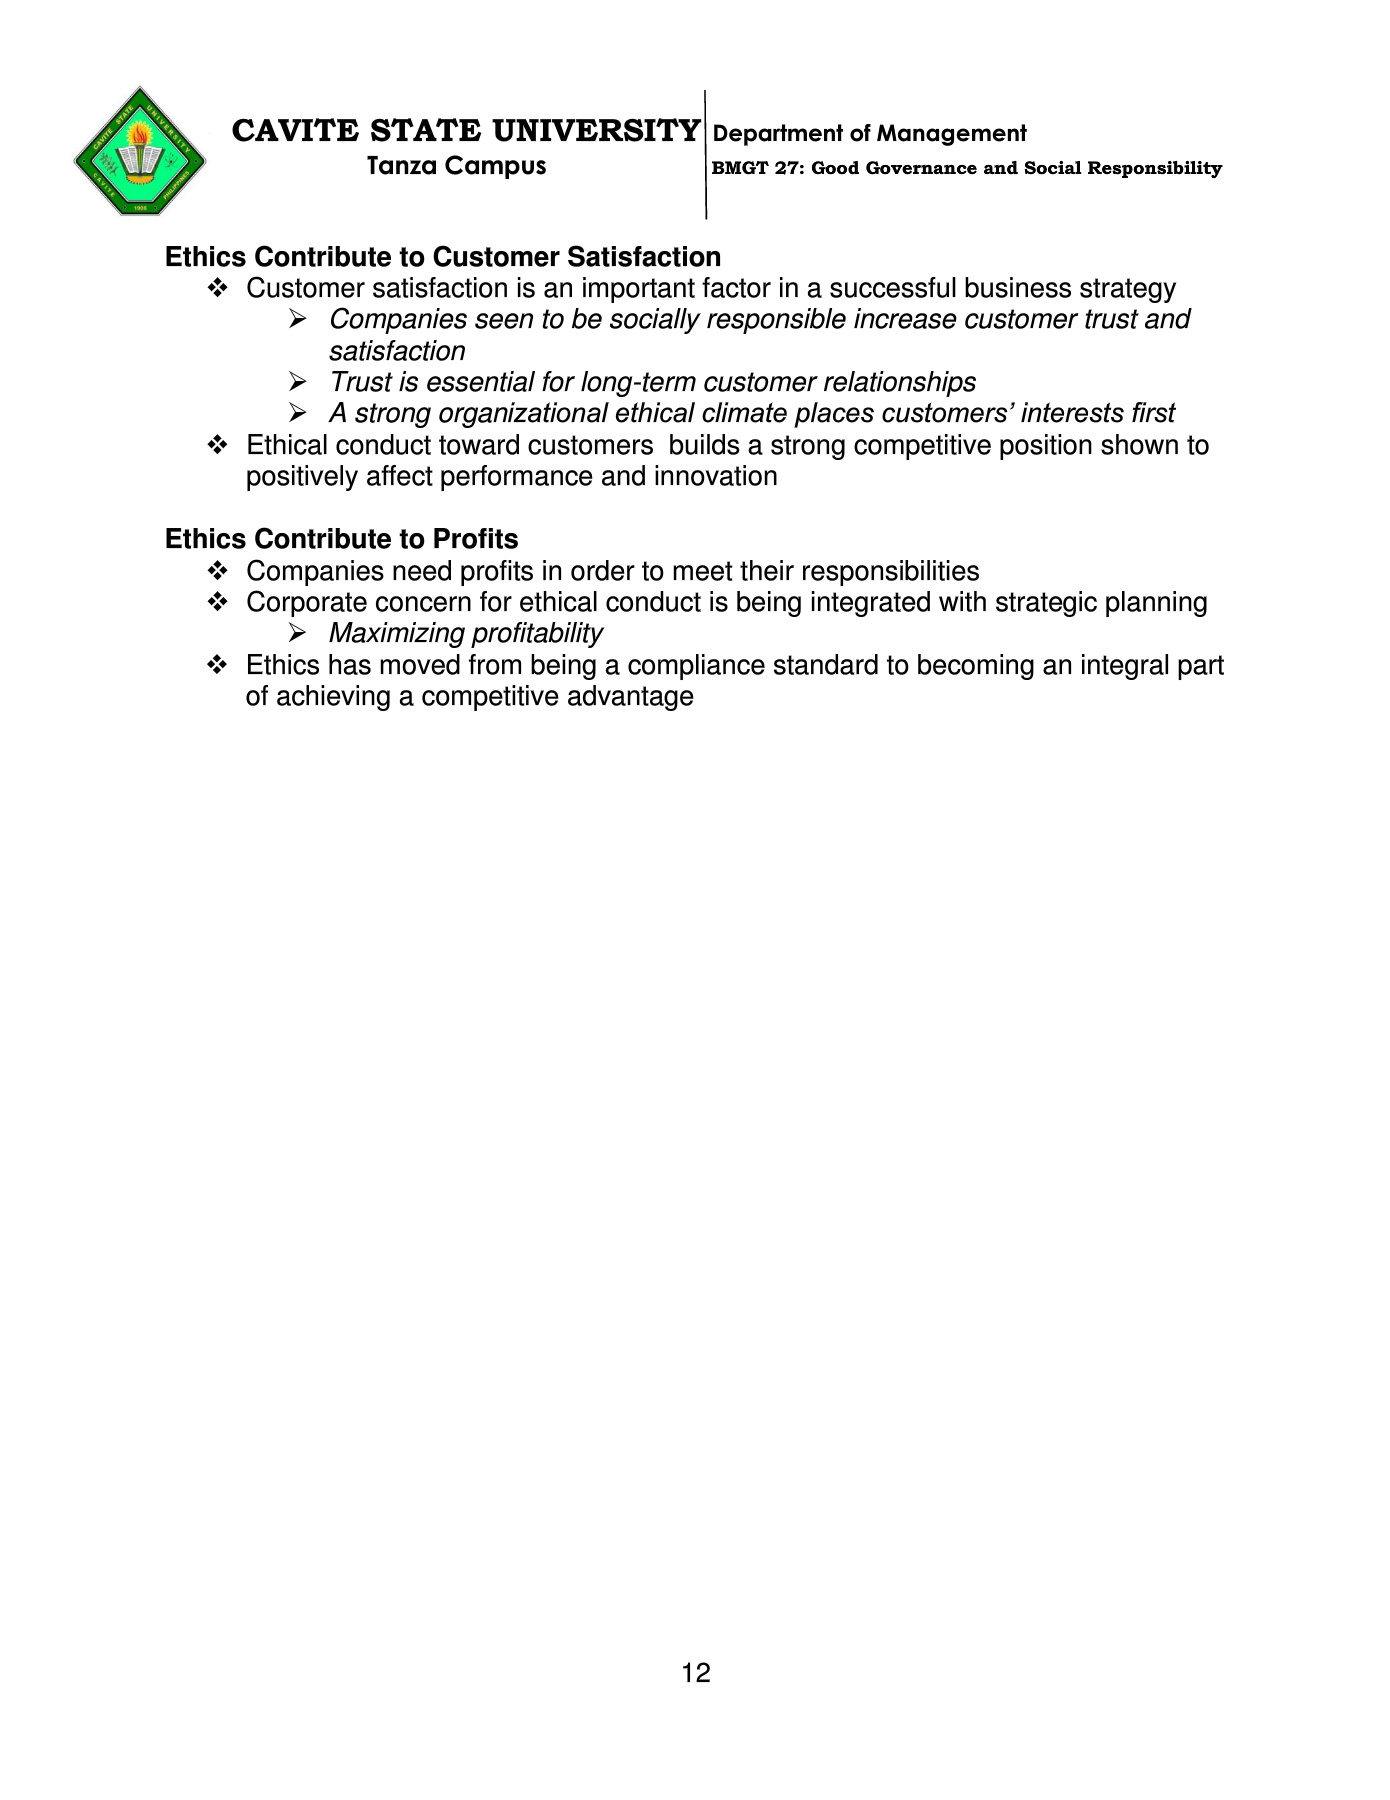 CAVITE STATE UNIVERSITY
Tanza Campus
Department of Management
BMGT 27: Good Governance and Social Responsibility
CAVITE STATE UNIVERSITY
CAVITE
PHILIPPINES
1906
Ethics Contribute to Customer Satisfaction
❖ Customer satisfaction is an important factor in a successful business strategy
➢ Companies seen to be socially responsible increase customer trust and
satisfaction
➢ Trust is essential for long-term customer relationships
➢ A strong organizational ethical climate places customers’ interests first
❖ Ethical conduct toward customers  builds a strong competitive position shown to
positively affect performance and innovation
Ethics Contribute to Profits
❖ Companies need profits in order to meet their responsibilities
❖ Corporate concern for ethical conduct is being integrated with strategic planning
➢ Maximizing profitability
❖ Ethics has moved from being a compliance standard to becoming an integral part
of achieving a competitive advantage
12